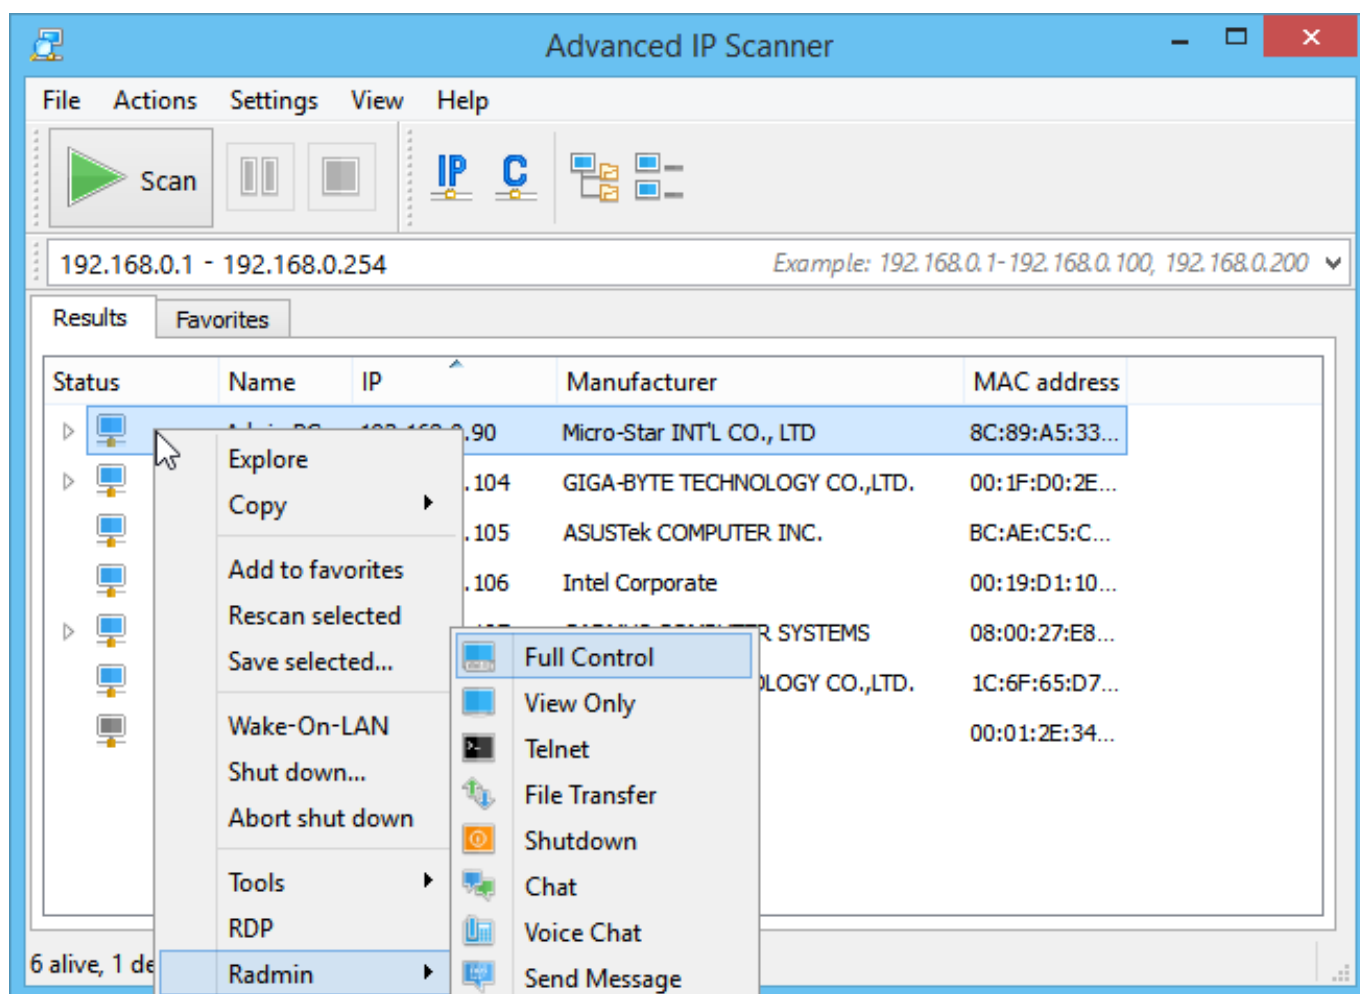 Advanced IP Scanner
File Actions Settings View Help
Scan IP C
192.168.0.1 - 192.168.0.254 Example: 192.168.0.1-192.168.0.100, 192.168.0.200
Results Favorites
Status Name IP Manufacturer MAC address
.90 Micro-Star INT'L CO., LTD 8C:89:A5:33...
Explore
.104 GIGA-BYTE TECHNOLOGY CO.,LTD. 00:1F:D0:2E...
Copy
.105 ASUSTek COMPUTER INC. BC:AE:C5:C...
Add to favorites
.106 Intel Corporate 00:19:D1:10...
Rescan selected
SYSTEMS 08:00:27:E8...
Save selected...
Full Control
CO.,LTD. 1C:6F:65:D7...
View Only
Wake-On-LAN
00:01:2E:34...
Telnet
Shut down...
File Transfer
Abort shut down
Shutdown
Tools
Chat
RDP
Voice Chat
6 alive, 1 de
Radmin
Send Message